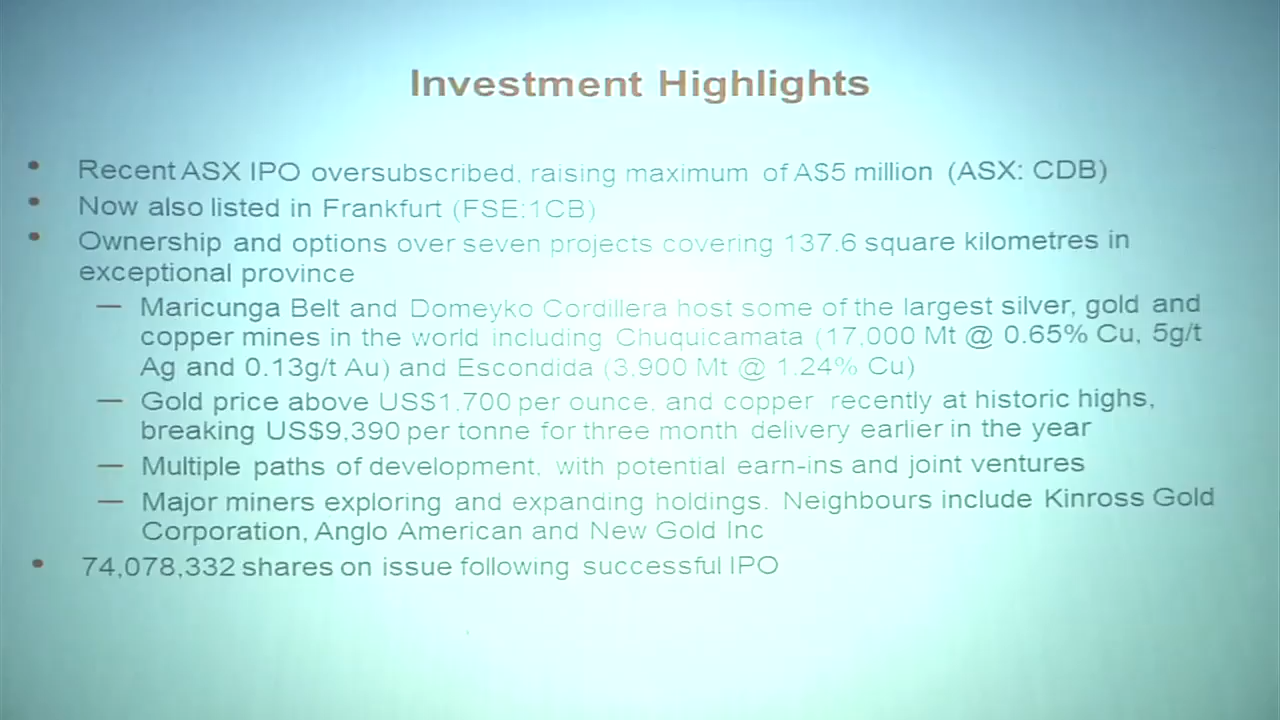 Investment Highlights
• Recent ASX IPO oversubscribed, raising maximum of A$5 million (ASX: CDB)
• Now also listed in Frankfurt (FSE:1CB)
• Ownership and options over seven projects covering 137.6 square kilometres in
exceptional province
— Maricunga Belt and Domeyko Cordillera host some of the largest silver, gold and
copper mines in the world including Chuquicamata (17,000 Mt @ 0.65% Cu, 5g/t
Ag and 0.13g/t Au) and Escondida (3,900 Mt @ 1.24% Cu)
— Gold price above US$1,700 per ounce, and copper recently at historic highs,
breaking US$9,390 per tonne for three month delivery earlier in the year
— Multiple paths of development, with potential earn-ins and joint ventures
— Major miners exploring and expanding holdings. Neighbours include Kinross Gold
Corporation, Anglo American and New Gold Inc
• 74,078,332 shares on issue following successful IPO